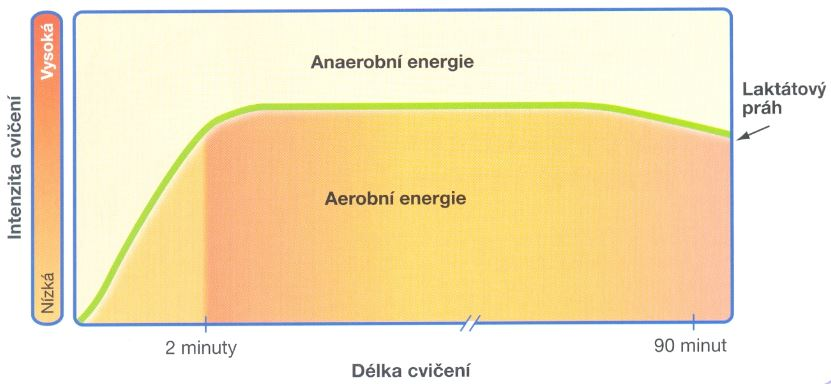 Intenzita cvičení
Vysoká
Nízká
Anaerobní energie
Laktátový
práh
Aerobní energie
2 minuty
90 minut
Délka cvičení